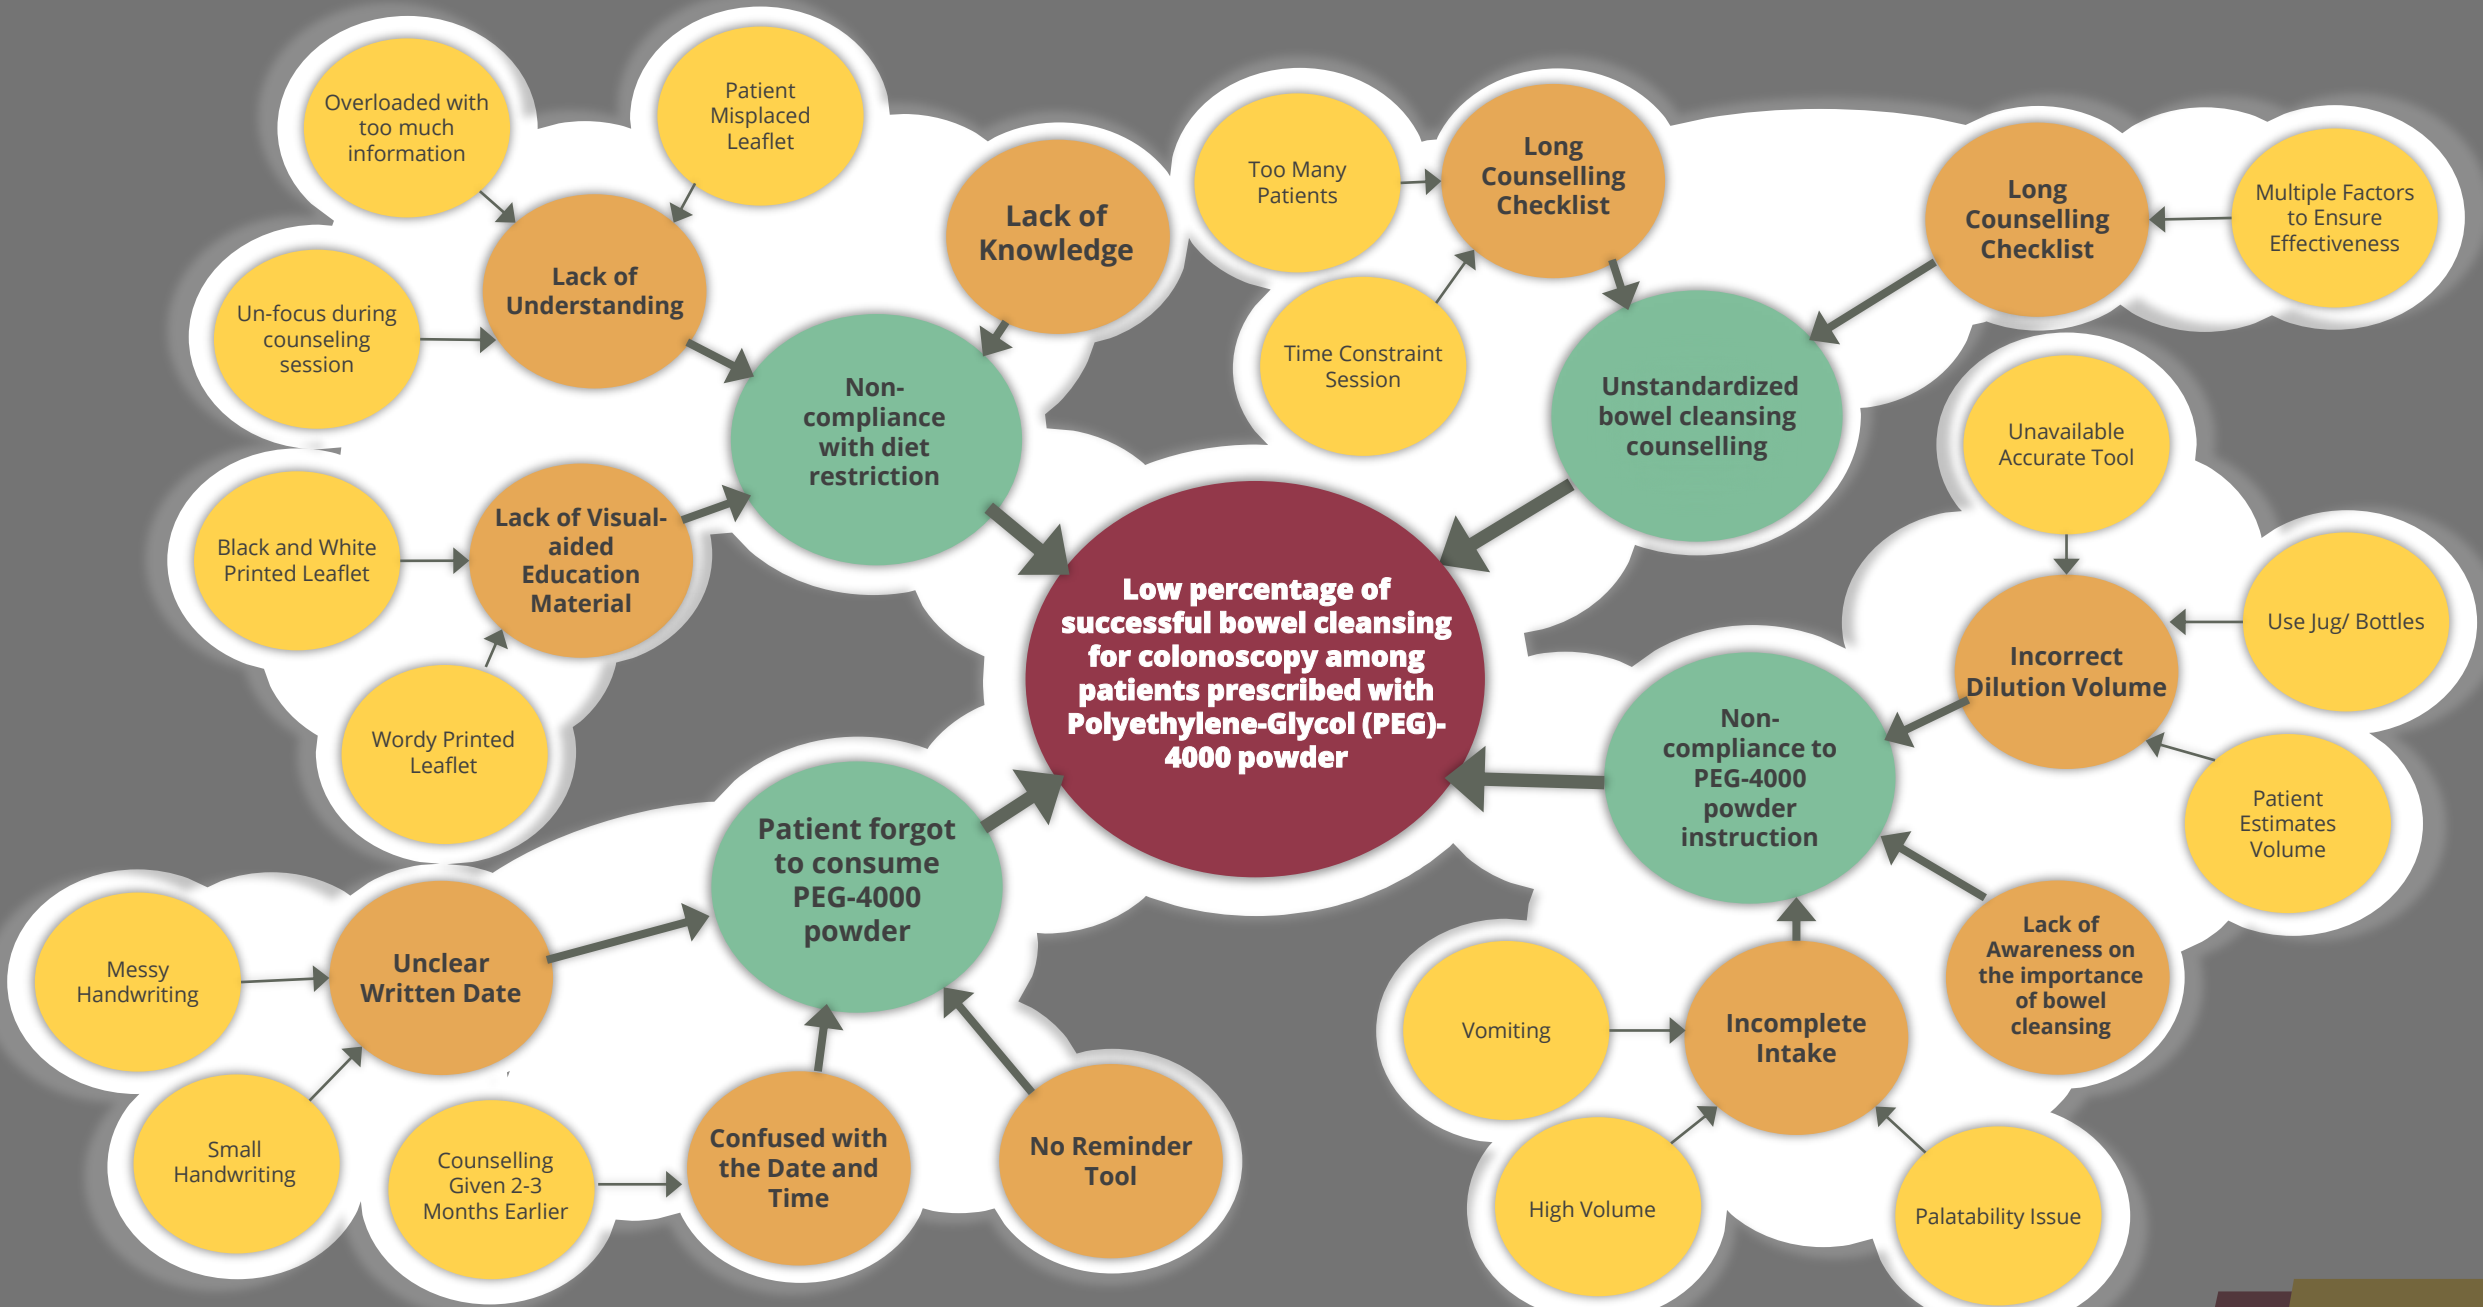 Overloaded with
too much
information
Patient
Misplaced
Leaflet
Un-focus during
counseling
session
Lack of
Understanding
Lack of
Knowledge
Black and White
Printed Leaflet
Lack of Visual-
aided
Education
Material
Wordy Printed
Leaflet
Non-
compliance
with diet
restriction
Too Many
Patients
Long
Counselling
Checklist
Time Constraint
Session
Long
Counselling
Checklist
Multiple Factors
to Ensure
Effectiveness
Unstandardized
bowel cleansing
counselling
Low percentage of
successful bowel cleansing
for colonoscopy among
patients prescribed with
Polyethylene-Glycol (PEG)-
4000 powder
Unavailable
Accurate Tool
Use Jug/ Bottles
Incorrect
Dilution Volume
Patient
Estimates
Volume
Non-
compliance to
PEG-4000
powder
instruction
Lack of
Awareness on
the importance
of bowel
cleansing
Vomiting
Incomplete
Intake
High Volume
Palatability Issue
Patient forgot
to consume
PEG-4000
powder
Messy
Handwriting
Unclear
Written Date
Small
Handwriting
Counselling
Given 2-3
Months Earlier
Confused with
the Date and
Time
No Reminder
Tool